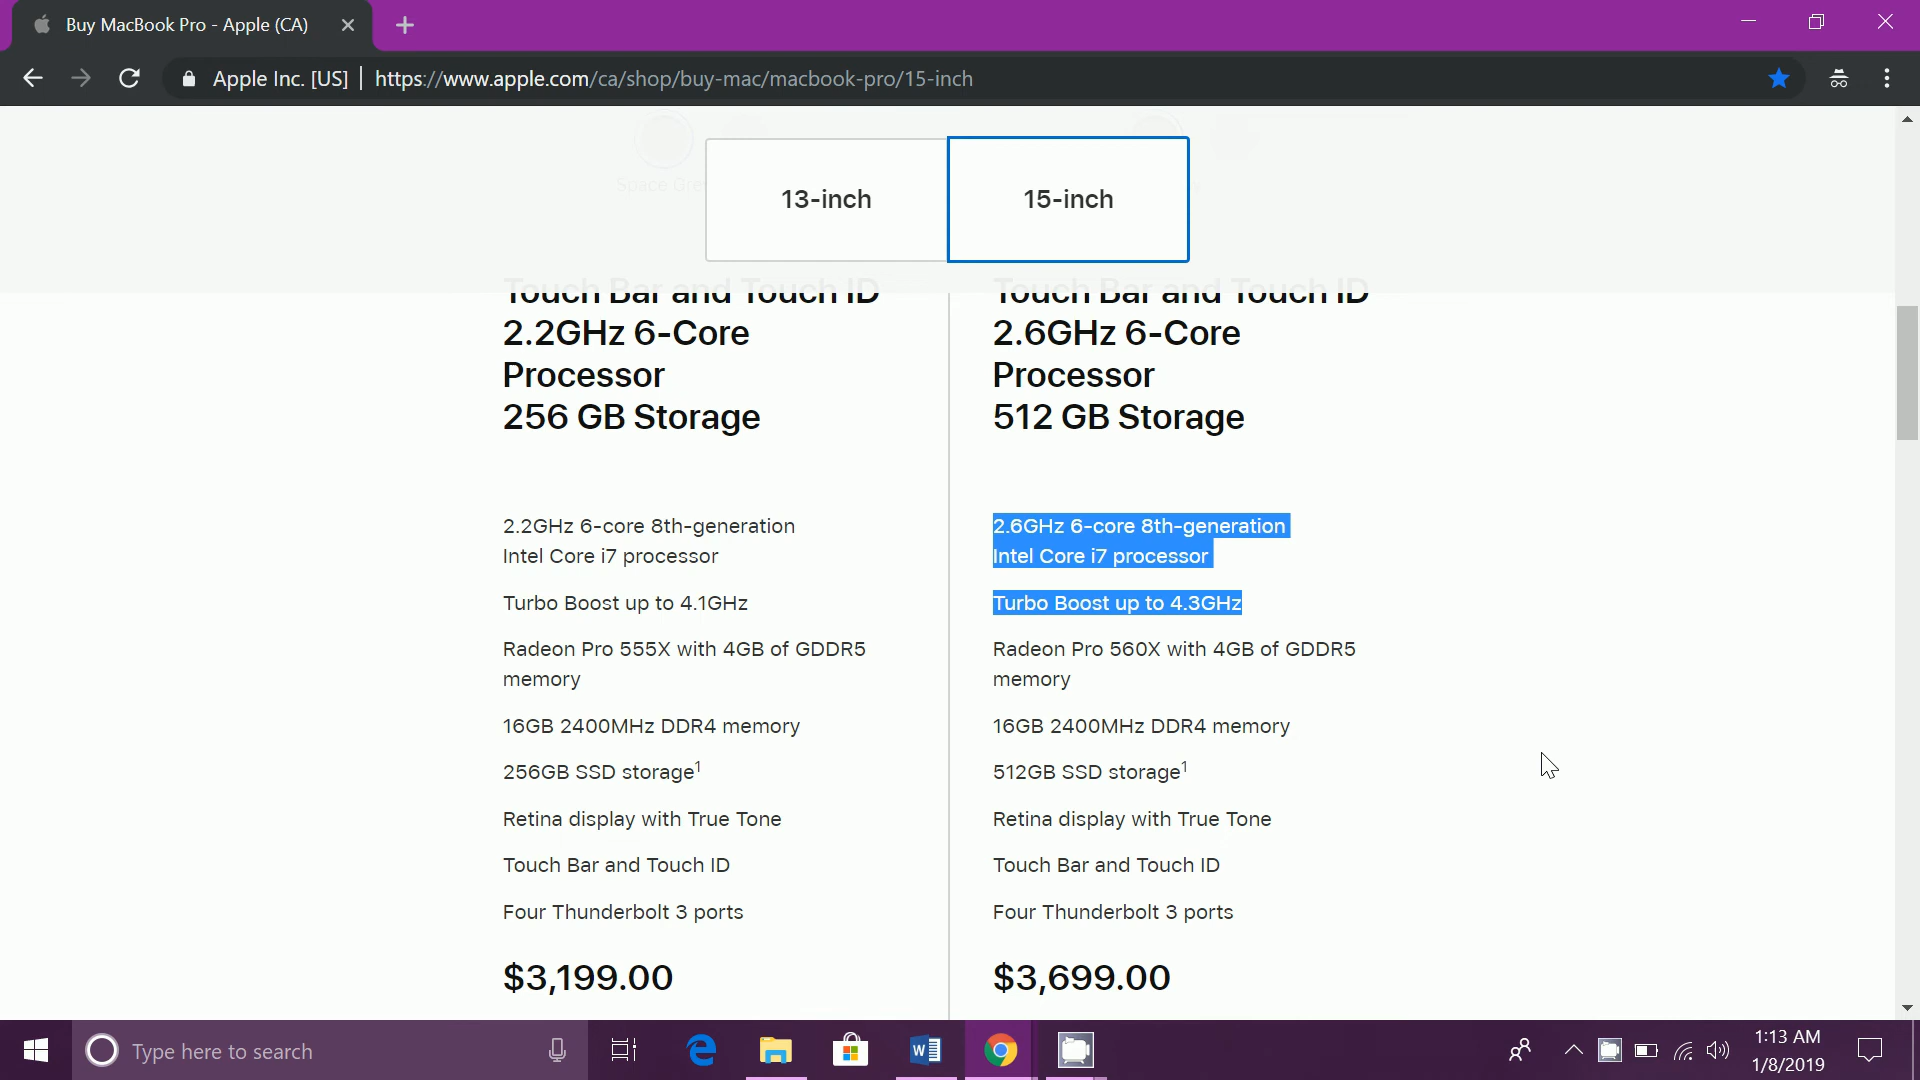 Buy MacBook Pro - Apple (CA)
Apple Inc. [US] | https://www.apple.com/ca/shop/buy-mac/macbook-pro/15-inch
Space Grey
13-inch
15-inch
Touch Bar and Touch ID
2.2GHz 6-Core
Processor
256 GB Storage
2.2GHz 6-core 8th-generation
Intel Core i7 processor
Turbo Boost up to 4.1GHz
Radeon Pro 555X with 4GB of GDDR5
memory
16GB 2400MHz DDR4 memory
256GB SSD storage¹
Retina display with True Tone
Touch Bar and Touch ID
Four Thunderbolt 3 ports
$3,199.00
Touch Bar and Touch ID
2.6GHz 6-Core
Processor
512 GB Storage
2.6GHz 6-core 8th-generation
Intel Core i7 processor
Turbo Boost up to 4.3GHz
Radeon Pro 560X with 4GB of GDDR5
memory
16GB 2400MHz DDR4 memory
512GB SSD storage¹
Retina display with True Tone
Touch Bar and Touch ID
Four Thunderbolt 3 ports
$3,699.00
Type here to search
1:13 AM
1/8/2019